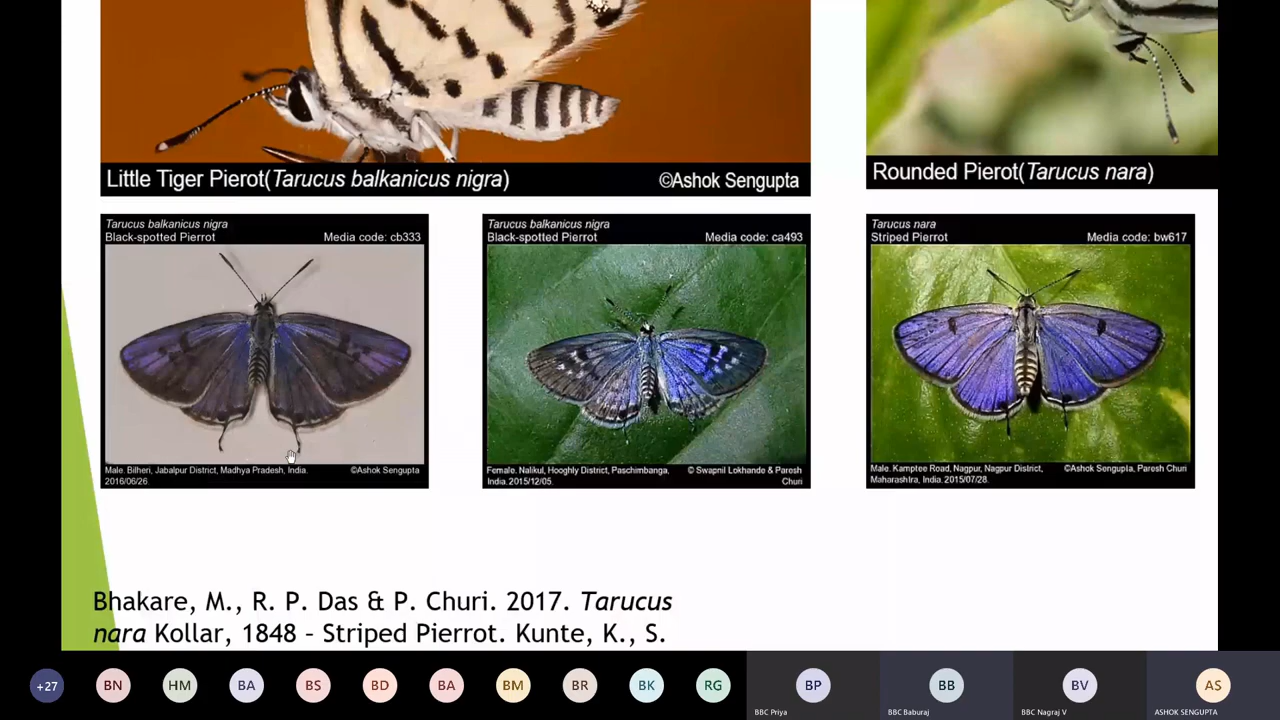 Little Tiger Pierot(Tarucus balkanicus nigra) ©Ashok Sengupta
Rounded Pierot(Tarucus nara)
Tarucus balkanicus nigra
Black-spotted Pierrot Media code: cb333
Male. Bilheri, Jabalpur District, Madhya Pradesh, India. ©Ashok Sengupta
2016/06/26.
Tarucus balkanicus nigra
Black-spotted Pierrot Media code: ca493
Female. Nalikul, Hooghly District, Paschimbanga, © Swapnil Lokhande & Paresh
India. 2015/12/05. Churi
Tarucus nara
Striped Pierrot Media code: bw617
Male. Kamptee Road, Nagpur, Nagpur District, ©Ashok Sengupta, Paresh Churi
Maharashtra, India. 2015/07/28.
Bhakare, M., R. P. Das & P. Churi. 2017. Tarucus
nara Kollar, 1848 – Striped Pierrot. Kunte, K., S.
+27 BN HM BA BS BD BA BM BR BK RG BP BB BV AS
BBC Priya BBC Baburaj BBC Nagraj V ASHOK SENGUPTA